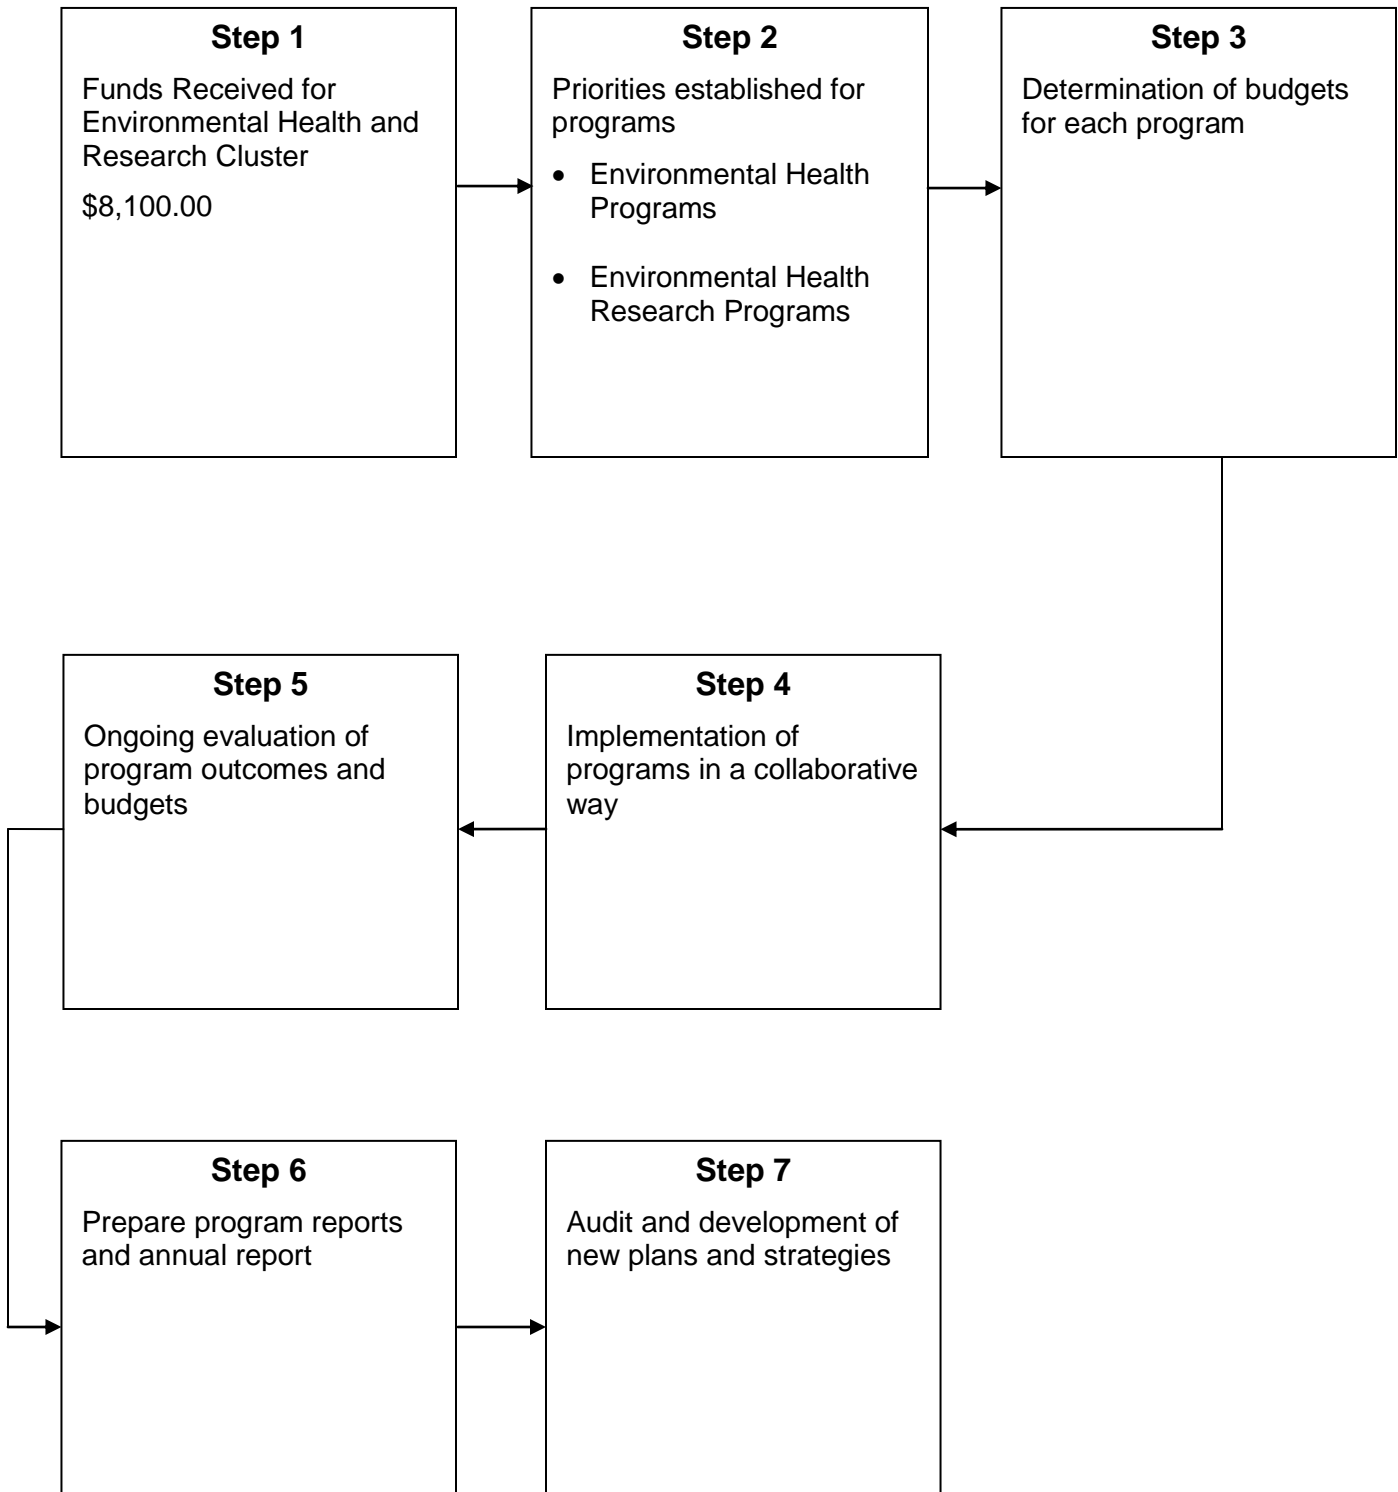 Step 1
Funds Received for
Environmental Health and
Research Cluster
$8,100.00
Step 2
Priorities established for
programs
• Environmental Health
Programs
• Environmental Health
Research Programs
Step 3
Determination of budgets
for each program
Step 4
Implementation of
programs in a collaborative
way
Step 5
Ongoing evaluation of
program outcomes and
budgets
Step 6
Prepare program reports
and annual report
Step 7
Audit and development of
new plans and strategies